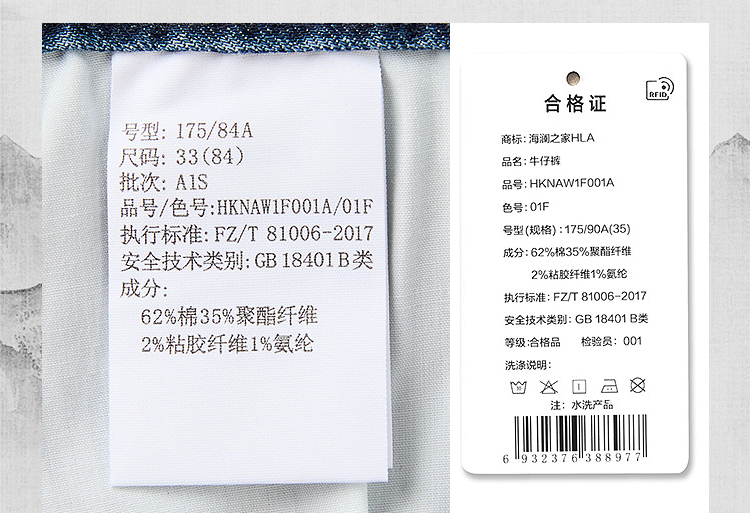 号型: 175/84A
尺码: 33(84)
批次: A1S
品号/色号:HKNAW1F001A/01F
执行标准: FZ/T 81006-2017
安全技术类别: GB 18401 B 类
成分:
62%棉35%聚酯纤维
2%粘胶纤维1%氨纶
RFID
合格证
商标: 海澜之家HLA
品名: 牛仔裤
品号: HKNAW1F001A
色号: 01F
号型(规格) : 175/90A(35)
成分: 62%棉35%聚酯纤维
2%粘胶纤维1%氨纶
执行标准: FZ/T 81006-2017
安全技术类别: GB 18401 B类
等级:合格品 检验员: 001
洗涤说明:
30
注: 水洗产品
6 932376 388977